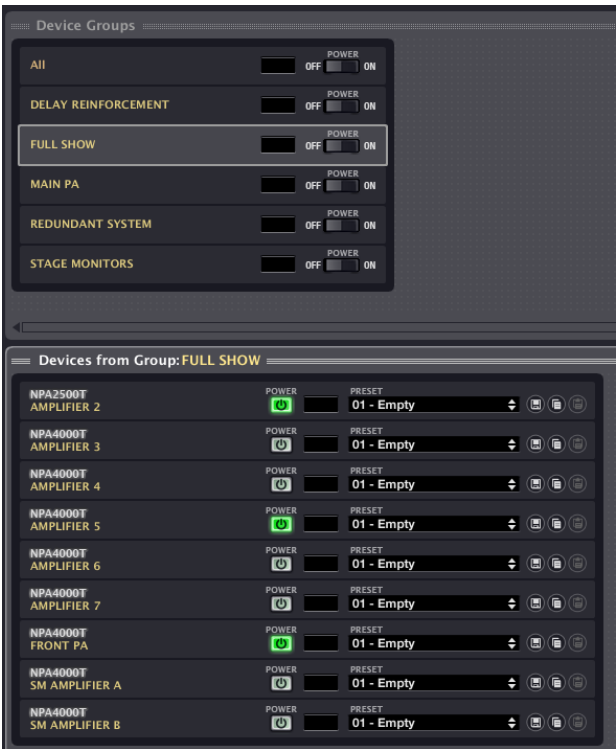 Device Groups
All OFF POWER ON
DELAY REINFORCEMENT OFF POWER ON
FULL SHOW OFF POWER ON
MAIN PA OFF POWER ON
REDUNDANT SYSTEM OFF POWER ON
STAGE MONITORS OFF POWER ON
Devices from Group: FULL SHOW
NPA2500T POWER PRESET
AMPLIFIER 2 01 - Empty
NPA4000T POWER PRESET
AMPLIFIER 3 01 - Empty
NPA4000T POWER PRESET
AMPLIFIER 4 01 - Empty
NPA4000T POWER PRESET
AMPLIFIER 5 01 - Empty
NPA4000T POWER PRESET
AMPLIFIER 6 01 - Empty
NPA4000T POWER PRESET
AMPLIFIER 7 01 - Empty
NPA4000T POWER PRESET
FRONT PA 01 - Empty
NPA4000T POWER PRESET
SM AMPLIFIER A 01 - Empty
NPA4000T POWER PRESET
SM AMPLIFIER B 01 - Empty